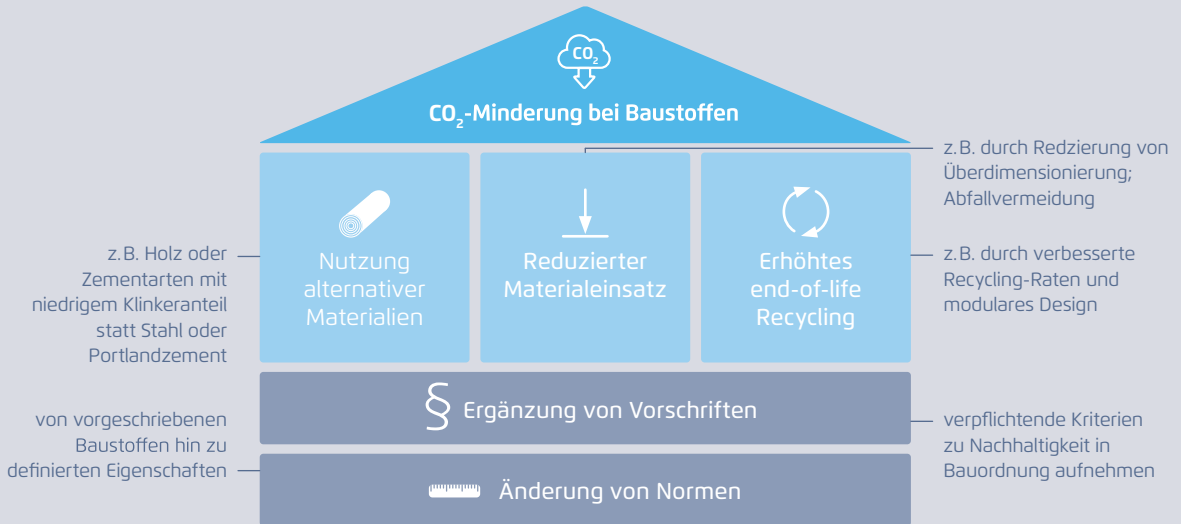 CO₂
CO₂-Minderung bei Baustoffen
z.B. durch Redzierung von
Überdimensionierung;
Abfallvermeidung
z.B. Holz oder
Zementarten mit
niedrigem Klinkeranteil
statt Stahl oder
Portlandzement
Nutzung
alternativer
Materialien
Reduzierter
Materialeinsatz
Erhöhtes
end-of-life
Recycling
z.B. durch verbesserte
Recycling-Raten und
modulares Design
§ Ergänzung von Vorschriften
verpflichtende Kriterien
zu Nachhaltigkeit in
Bauordnung aufnehmen
von vorgeschriebenen
Baustoffen hin zu
definierten Eigenschaften
Änderung von Normen